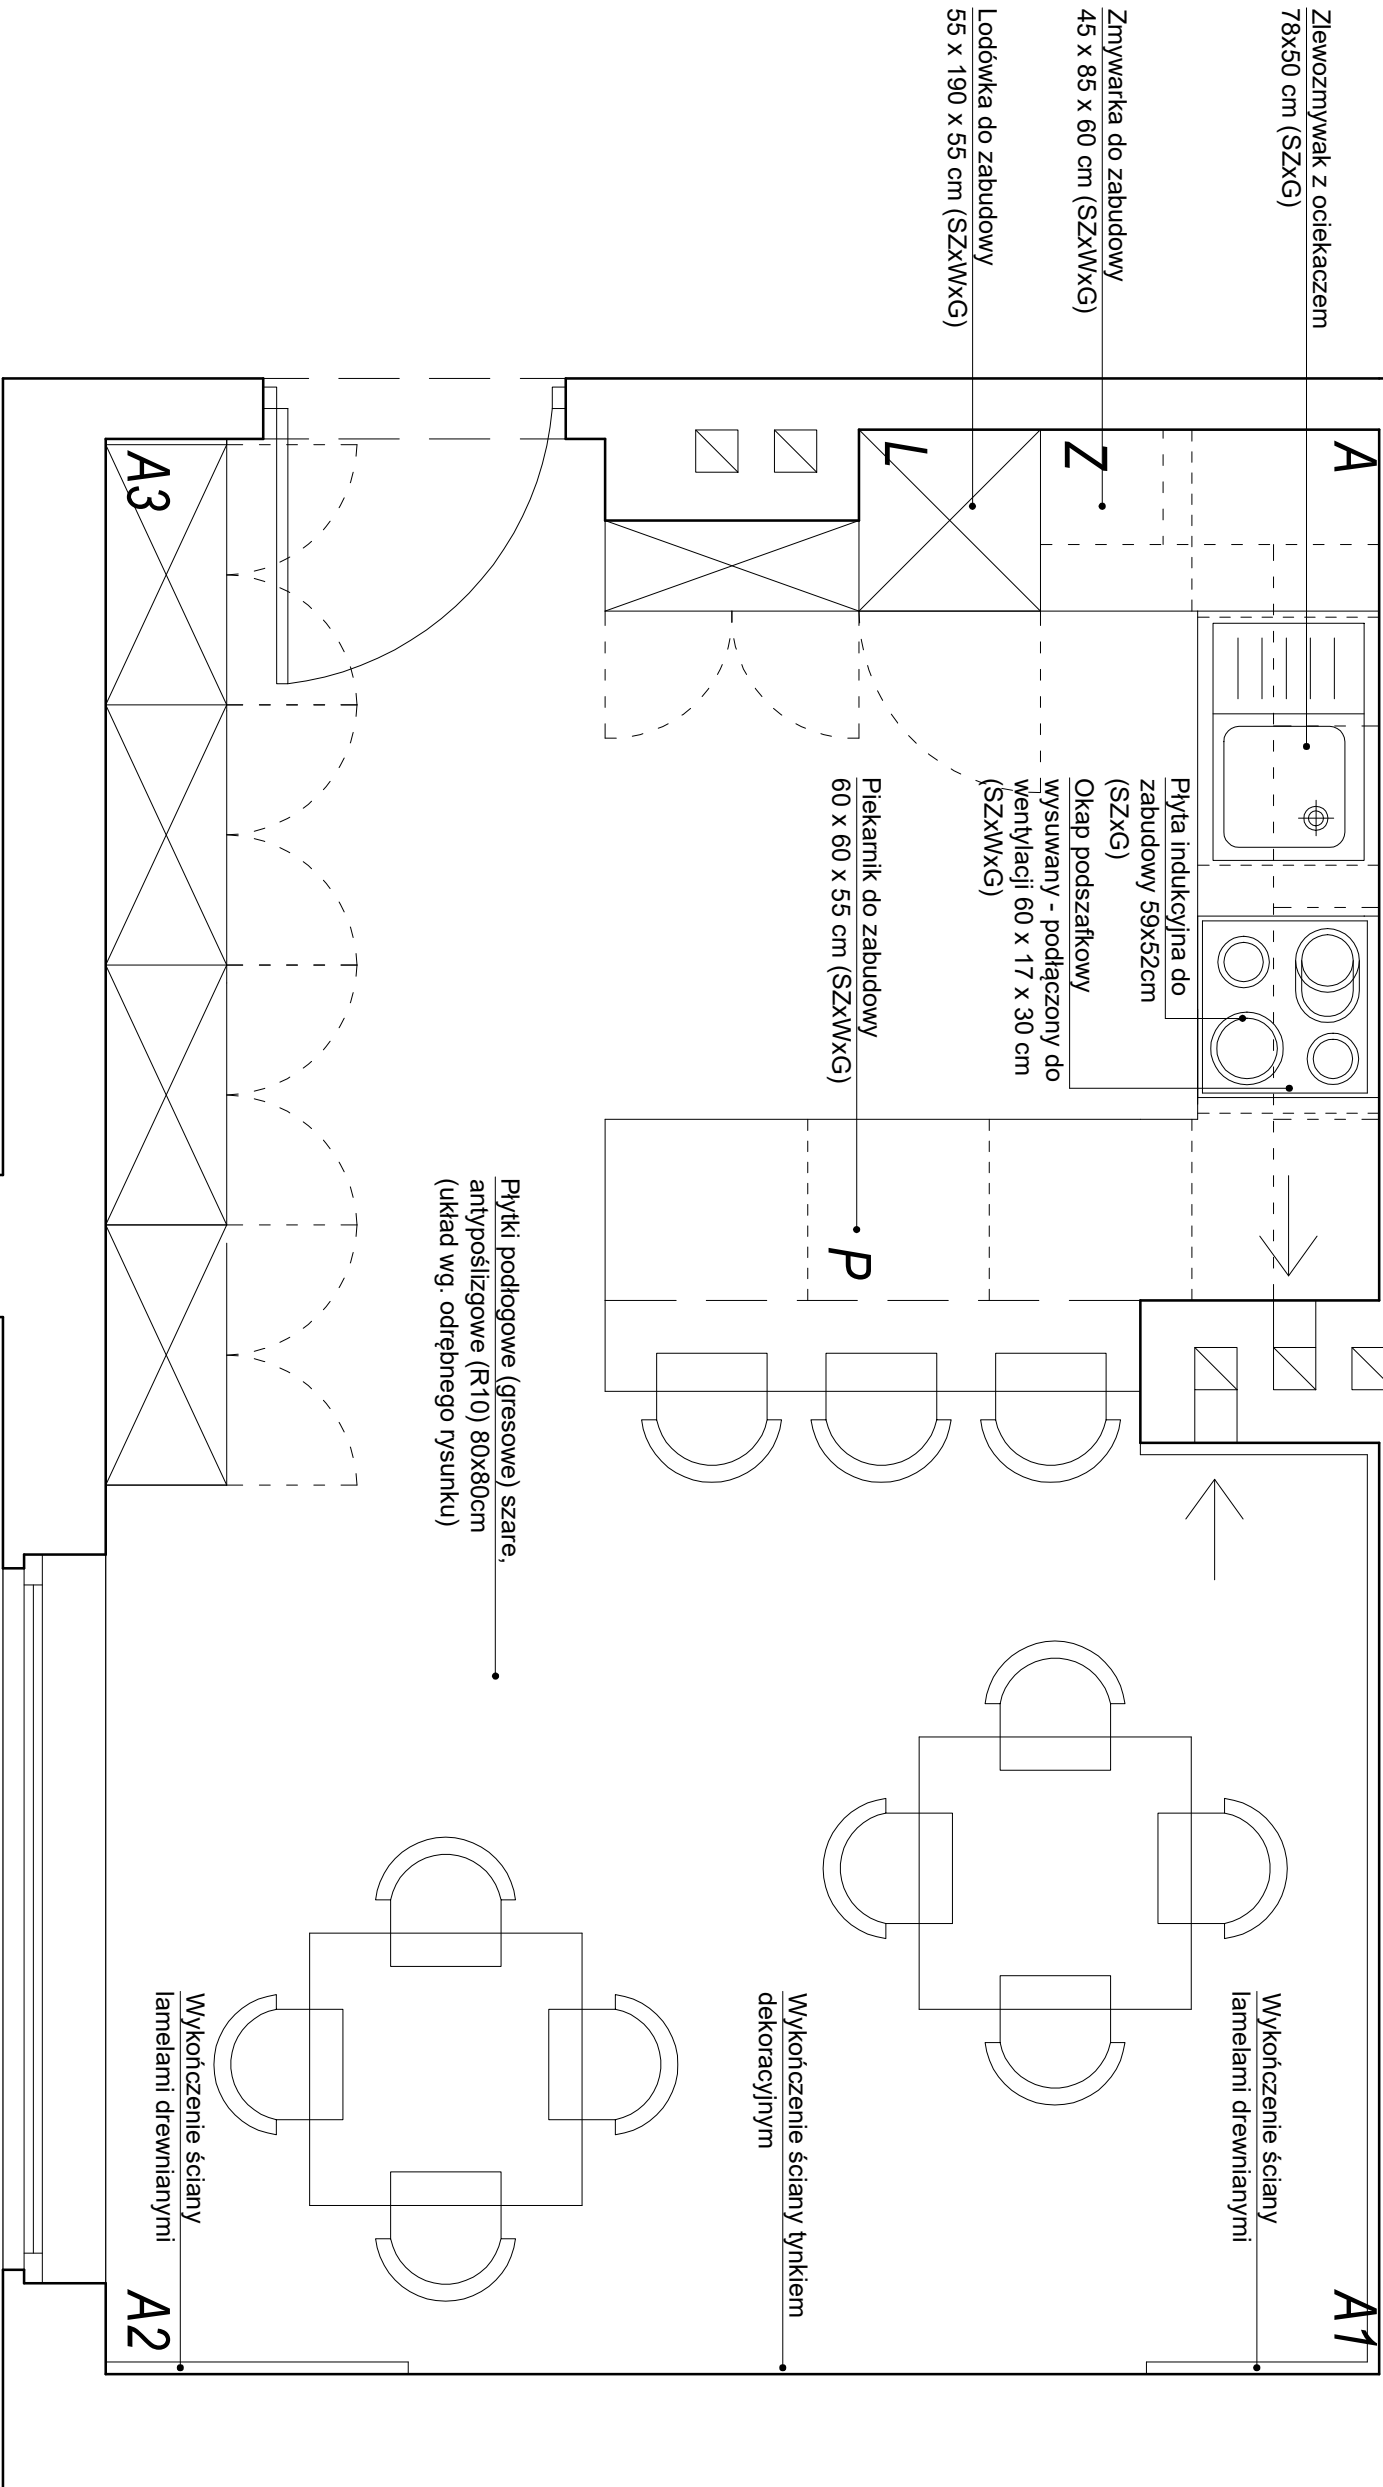 Zlewozmywak z ociekaczem
78x50 cm (SZxG)
Zmywarka do zabudowy
45 x 85 x 60 cm (SZxWxG)
Lodówka do zabudowy
55 x 190 x 55 cm (SZxWxG)
A
Z
L
A3
Płyta indukcyjna do
zabudowy 59x52cm
(SZxG)
Okap podszafkowy
wysuwany - podłączony do
wentylacji 60 x 17 x 30 cm
(SZxWxG)
Piekarnik do zabudowy
60 x 60 x 55 cm (SZxWxG)
P
Płytki podłogowe (gresowe) szare,
antypoślizgowe (R10) 80x80cm
(układ wg. odrębnego rysunku)
Wykończenie ściany
lamelami drewnianymi
Wykończenie ściany tynkiem
dekoracyjnym
Wykończenie ściany
lamelami drewnianymi
A1
A2